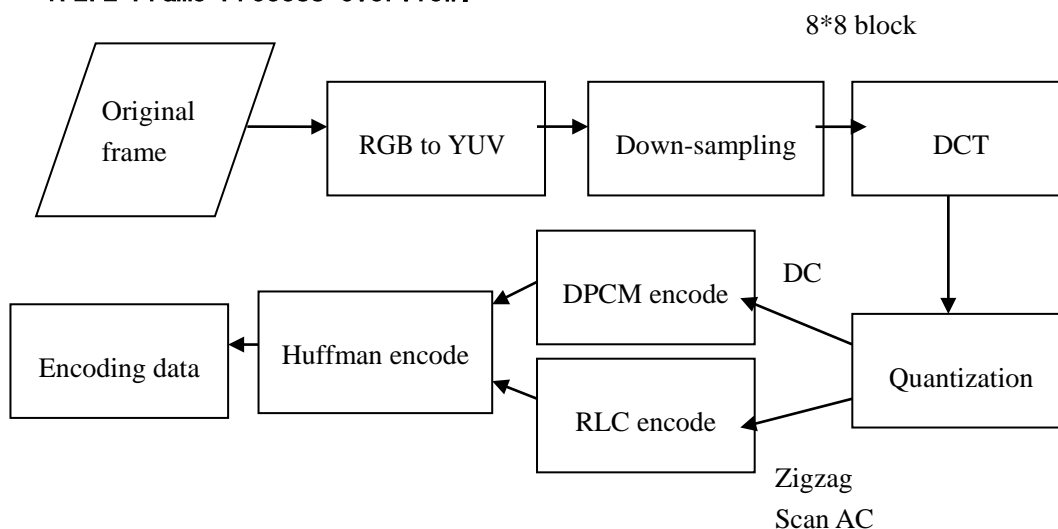 8*8 block
Original
frame
RGB to YUV
Down-sampling
DCT
DPCM encode
DC
Encoding data
Huffman encode
Quantization
RLC encode
Zigzag
Scan AC